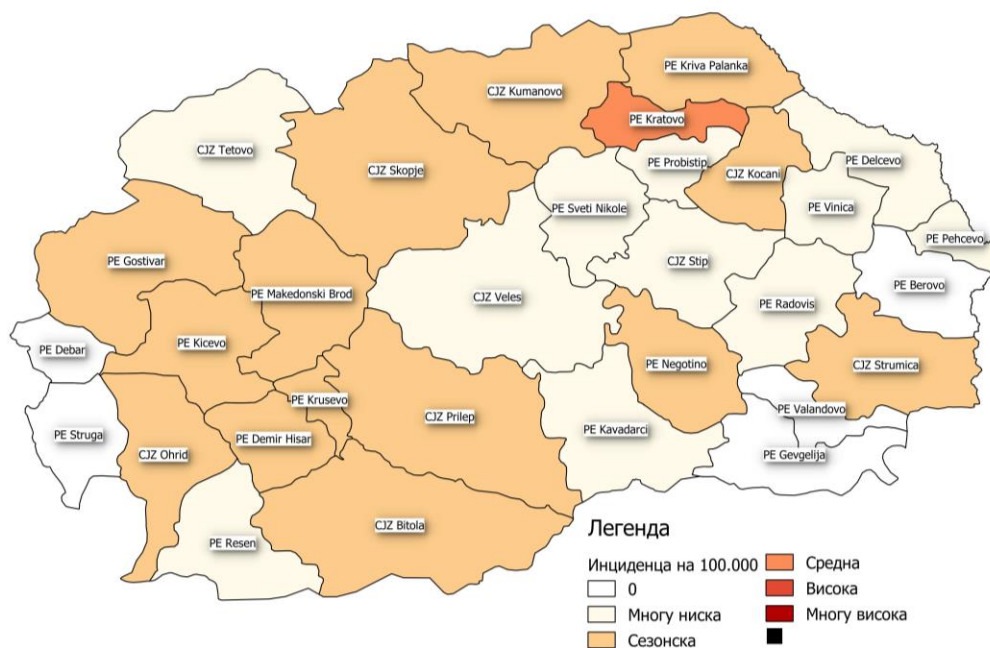 PE Kriva Palanka
CJZ Kumanovo
PE Kratovo
CJZ Tetovo
CJZ Skopje
PE Probistip
PE Delcevo
CJZ Kocani
PE Sveti Nikole
PE Vinica
PE Pehcevo
PE Gostivar
CJZ Stip
PE Makedonski Brod
CJZ Veles
PE Berovo
PE Radovis
PE Debar
PE Kicevo
PE Negotino
CJZ Strumica
PE Krusevo
PE Valandovo
CJZ Prilep
PE Struga
PE Demir Hisar
PE Kavadarci
CJZ Ohrid
PE Gevgelija
CJZ Bitola
PE Resen
Легенда
Инциденца на 100.000
0
Многу ниска
Сезонска
Средна
Висока
Многу висока